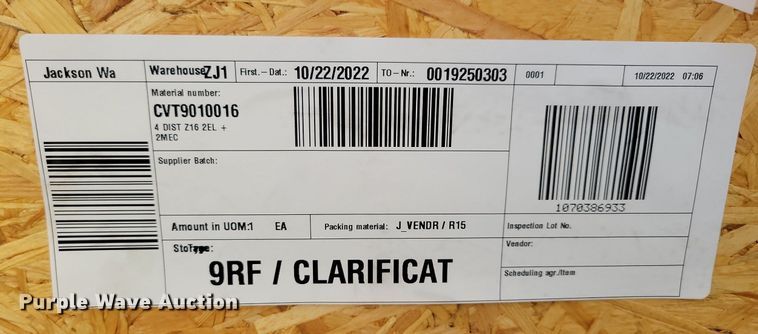 Jackson Wa
Warehouse ZJ1
First.-Dat.: 10/22/2022
TO-Nr.: 0019250303
0001
10/22/2022 07:06
Material number:
CVT9010016
4 DIST Z16 2EL +
2MEC
Supplier Batch:
1070386933
Amount in UOM:1 EA
Packing material: J_VENDR / R15
Inspection Lot No.
Vendor:
9RF / CLARIFICAT
Scheduling agr./Item
Purple Wave Auction